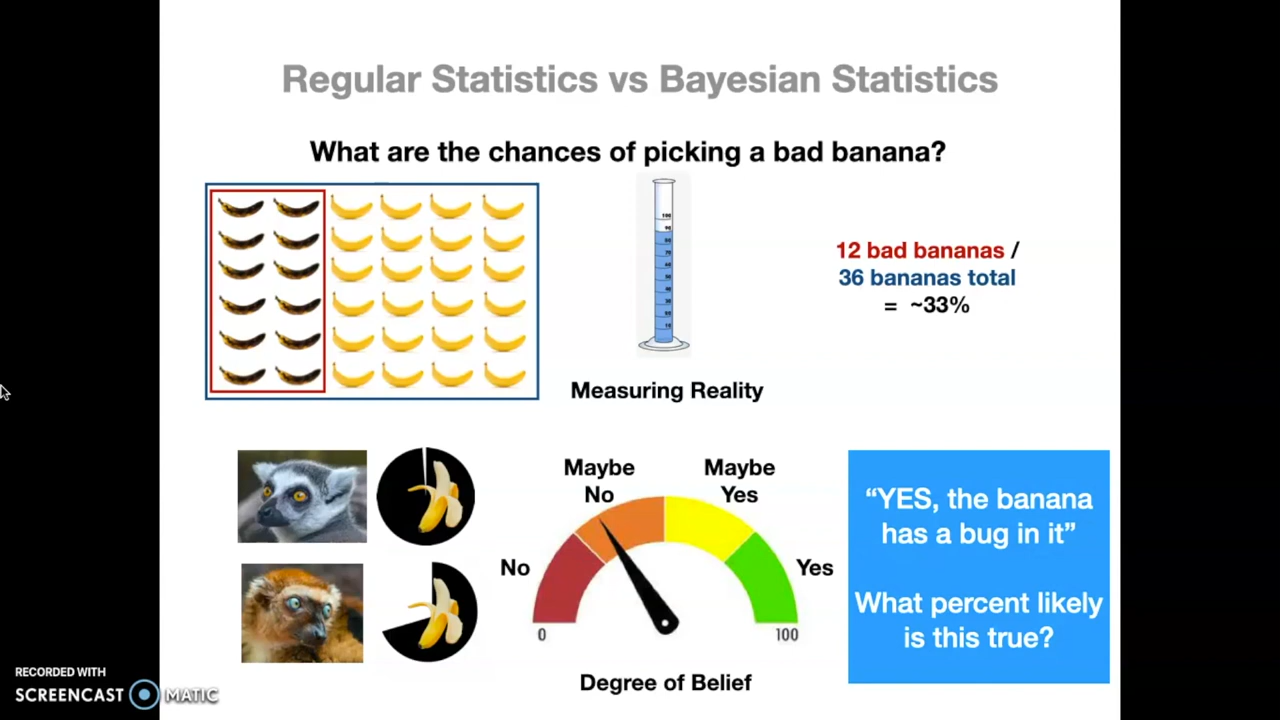 Regular Statistics vs Bayesian Statistics
What are the chances of picking a bad banana?
12 bad bananas /
36 bananas total
= ~33%
Measuring Reality
Maybe
No
Maybe
Yes
No
Yes
0
100
Degree of Belief
“YES, the banana
has a bug in it”
What percent likely
is this true?
RECORDED WITH
SCREENCAST MATIC